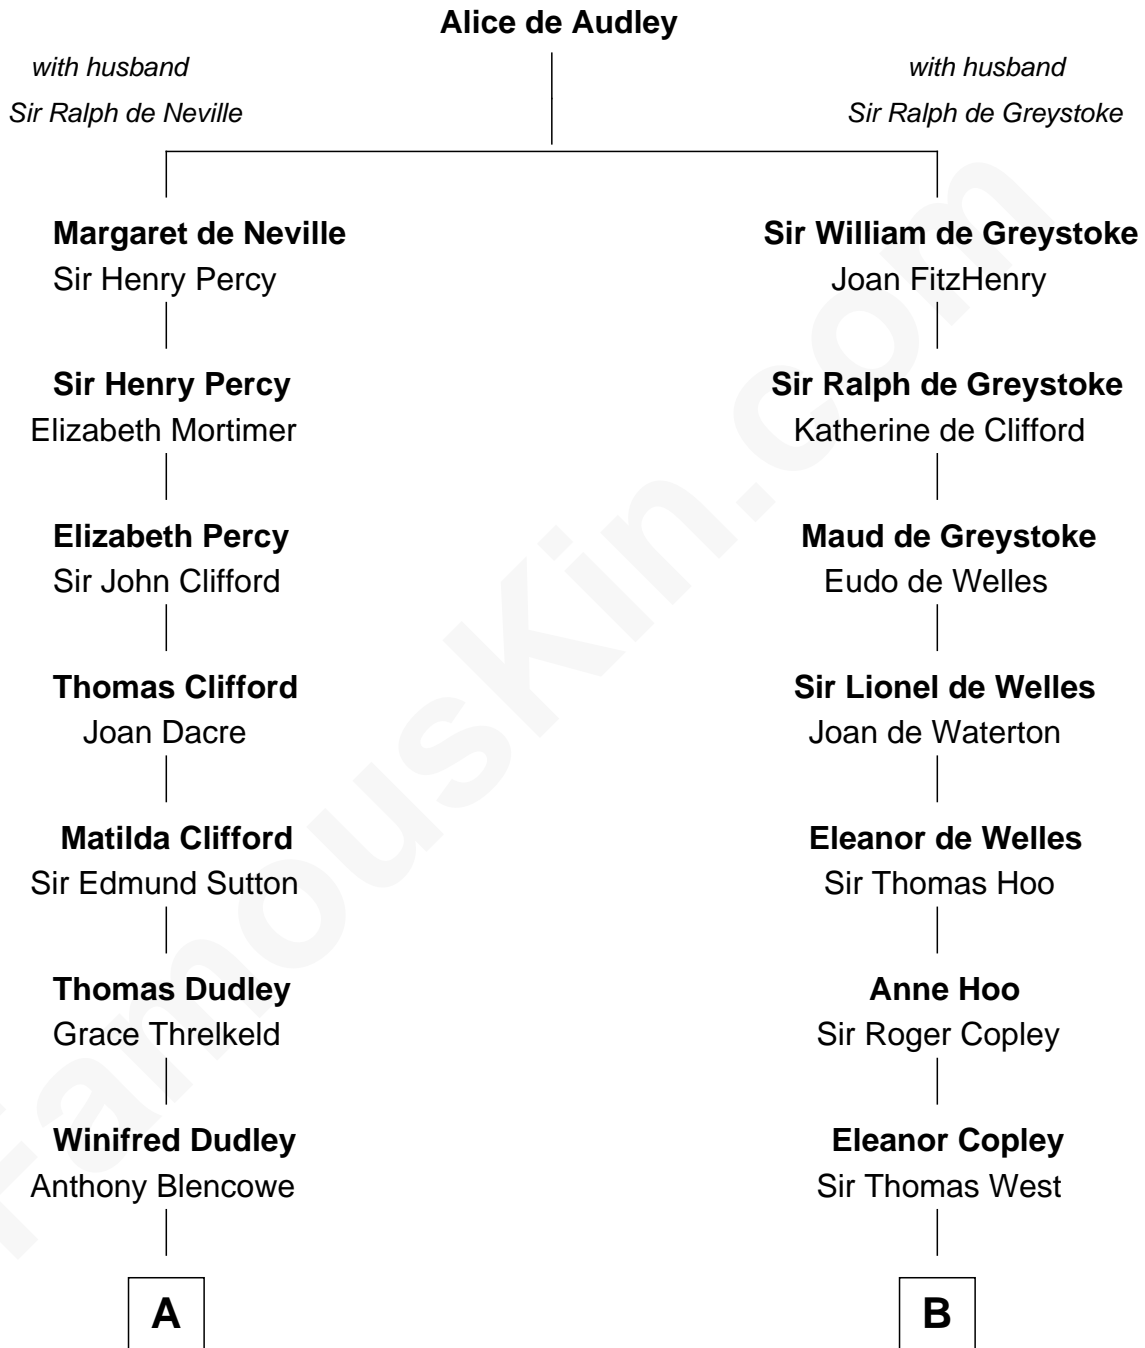 Alice de Audley
with husband
Sir Ralph de Neville
with husband
Sir Ralph de Greystoke
Margaret de Neville
Sir Henry Percy
Sir William de Greystoke
Joan FitzHenry
Sir Henry Percy
Elizabeth Mortimer
Sir Ralph de Greystoke
Katherine de Clifford
Elizabeth Percy
Sir John Clifford
Maud de Greystoke
Eudo de Welles
Thomas Clifford
Joan Dacre
Sir Lionel de Welles
Joan de Waterton
Matilda Clifford
Sir Edmund Sutton
Eleanor de Welles
Sir Thomas Hoo
Thomas Dudley
Grace Threlkeld
Anne Hoo
Sir Roger Copley
Winifred Dudley
Anthony Blencowe
Eleanor Copley
Sir Thomas West
A
B
FamousKin.com